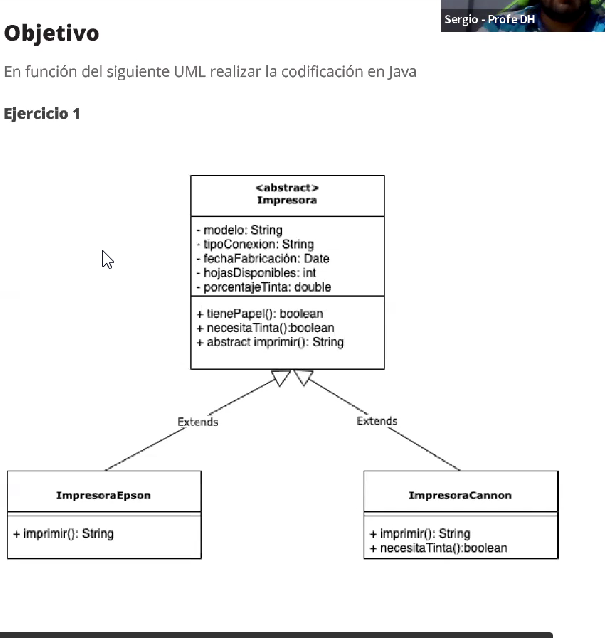 Sergio - Profe DH
Objetivo
En función del siguiente UML realizar la codificación en Java
Ejercicio 1
<abstract>
Impresora
- modelo: String
- tipoConexion: String
- fechaFabricación: Date
- hojasDisponibles: int
- porcentajeTinta: double
+ tienePapel(): boolean
+ necesitaTinta():boolean
+ abstract imprimir(): String
Extends
Extends
ImpresoraEpson
+ imprimir(): String
ImpresoraCannon
+ imprimir(): String
+ necesitaTinta():boolean